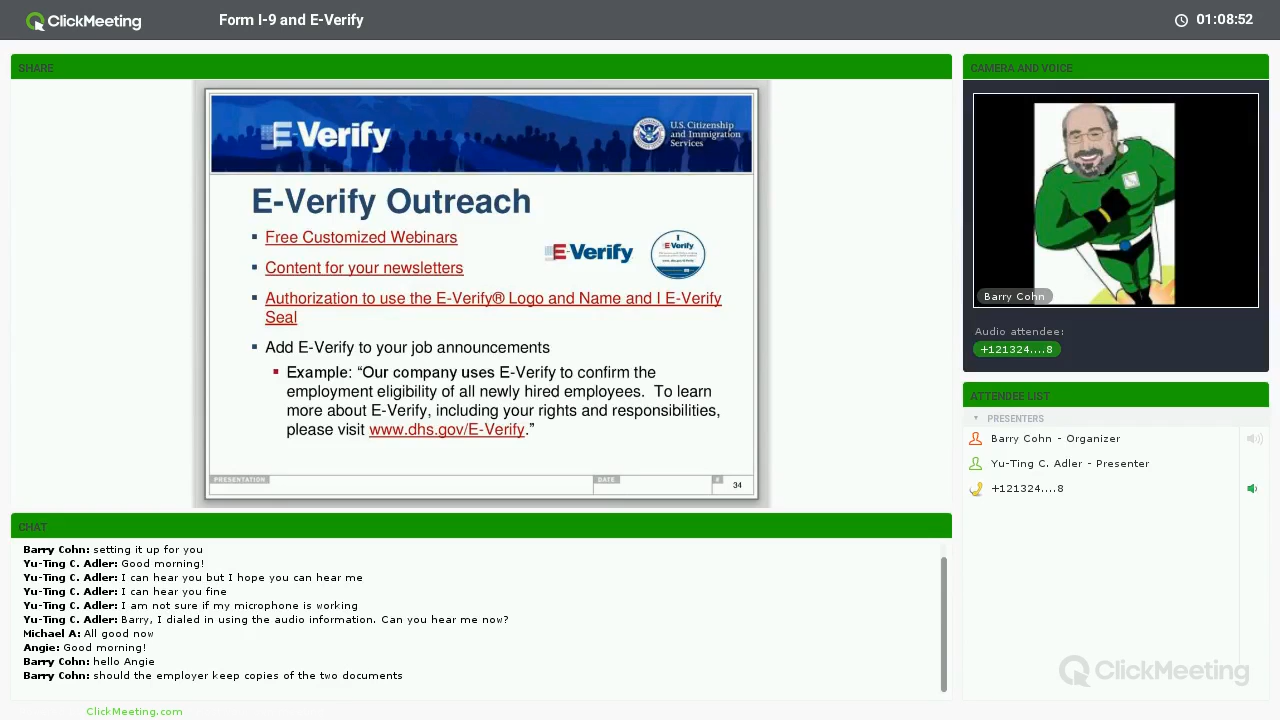 ClickMeeting
Form I-9 and E-Verify
01:08:52
SHARE
E-Verify
U.S. Citizenship
and Immigration
Services
E-Verify Outreach
Free Customized Webinars
Content for your newsletters
E-Verify
I
E-Verify
Authorization to use the E-Verify® Logo and Name and I E-Verify
Seal
Add E-Verify to your job announcements
Example: “Our company uses E-Verify to confirm the
employment eligibility of all newly hired employees. To learn
more about E-Verify, including your rights and responsibilities,
please visit www.dhs.gov/E-Verify.”
PRESENTATION
DATE
#
34
CAMERA AND VOICE
Barry Cohn
Audio attendee:
+121324....8
ATTENDEE LIST
PRESENTERS
Barry Cohn - Organizer
Yu-Ting C. Adler - Presenter
+121324....8
ClickMeeting
CHAT
Barry Cohn: setting it up for you
Yu-Ting C. Adler: Good morning!
Yu-Ting C. Adler: I can hear you but I hope you can hear me
Yu-Ting C. Adler: I can hear you fine
Yu-Ting C. Adler: I am not sure if my microphone is working
Yu-Ting C. Adler: Barry, I dialed in using the audio information. Can you hear me now?
Michael A: All good now
Angie: Good morning!
Barry Cohn: hello Angie
Barry Cohn: should the employer keep copies of the two documents
ClickMeeting.com